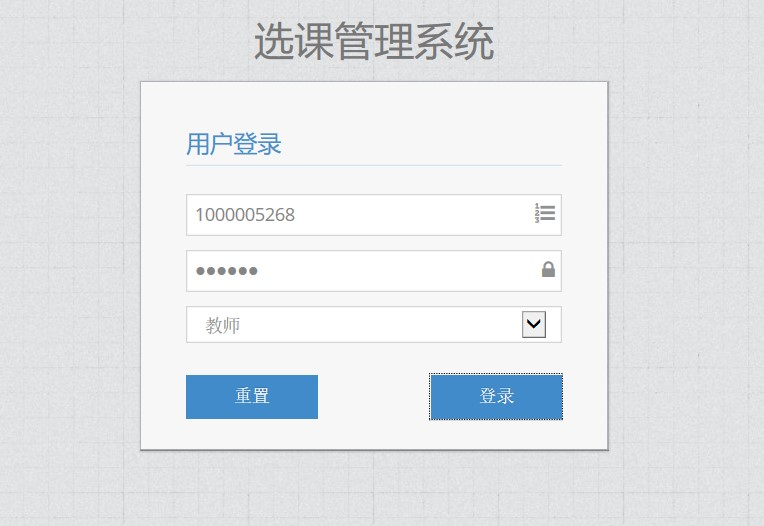 选课管理系统
用户登录
1000005268
••••••
教师
重置
登录